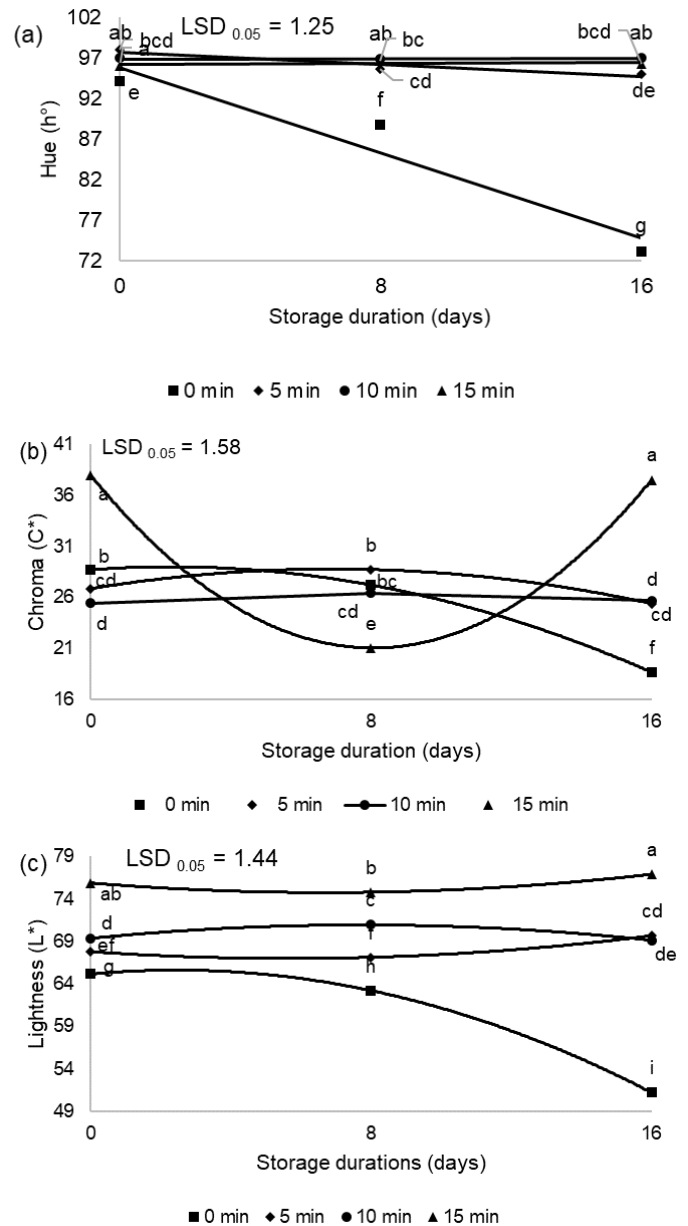 (a)
LSD 0.05 = 1.25
102
97
92
87
82
77
72
Hue (h°)
ab
bcd
a
e
ab
bc
cd
f
bcd
ab
de
g
0
8
16
Storage duration (days)
0 min
5 min
10 min
15 min
(b)
LSD 0.05 = 1.58
41
36
31
26
21
16
Chroma (C*)
a
b
cd
d
b
bc
cd
e
a
d
cd
f
0
8
16
Storage duration (days)
0 min
5 min
10 min
15 min
(c)
LSD 0.05 = 1.44
79
74
69
64
59
54
49
Lightness (L*)
ab
d
ef
g
b
c
f
h
a
cd
de
i
0
8
16
Storage durations (days)
0 min
5 min
10 min
15 min